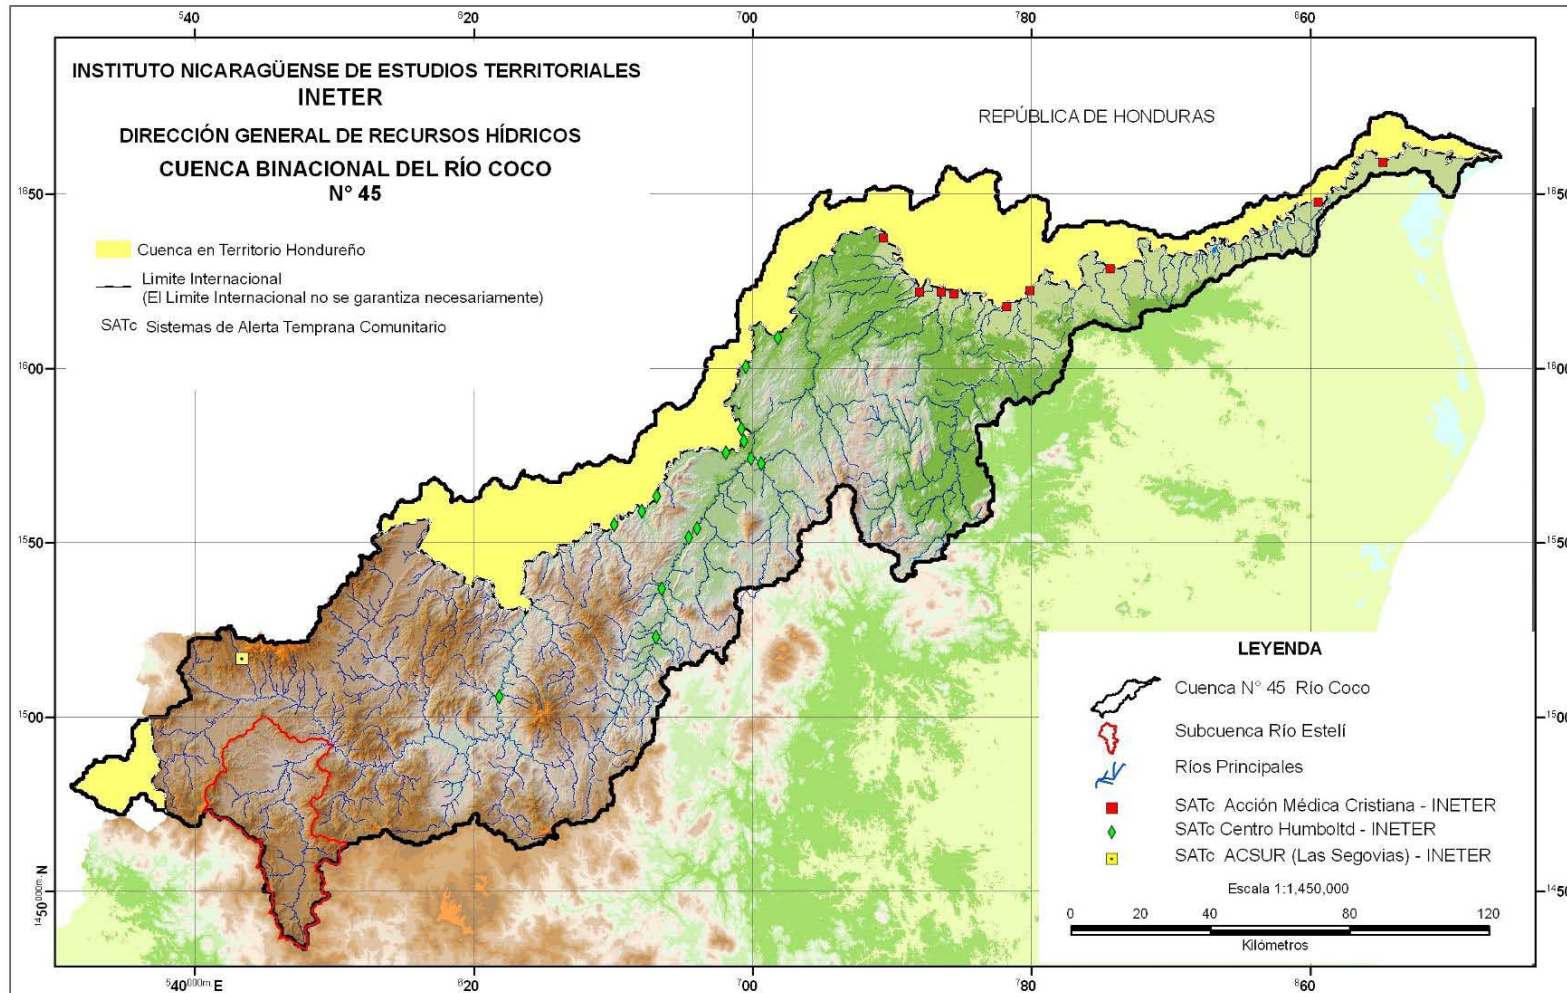 ⁵40
⁶20
⁷00
⁷80
⁸60
INSTITUTO NICARAGÜENSE DE ESTUDIOS TERRITORIALES
INETER
DIRECCIÓN GENERAL DE RECURSOS HÍDRICOS
CUENCA BINACIONAL DEL RÍO COCO
N° 45
REPÚBLICA DE HONDURAS
Cuenca en Territorio Hondureño
Limite Internacional
(El Limite Internacional no se garantiza necesariamente)
SATc Sistemas de Alerta Temprana Comunitario
¹⁶50
¹⁶50
¹⁶00
¹⁶00
¹⁵50
¹⁵50
¹⁵00
¹⁵00
¹⁴50⁰⁰⁰ᵐ· N
¹⁴50
LEYENDA
Cuenca N° 45 Río Coco
Subcuenca Río Estelí
Ríos Principales
SATc Acción Médica Cristiana - INETER
SATc Centro Humboltd - INETER
SATc ACSUR (Las Segovias) - INETER
Escala 1:1,450,000
0 20 40 80 120
Kilómetros
⁵40⁰⁰⁰ᵐ· E
⁶20
⁷00
⁷80
⁸60